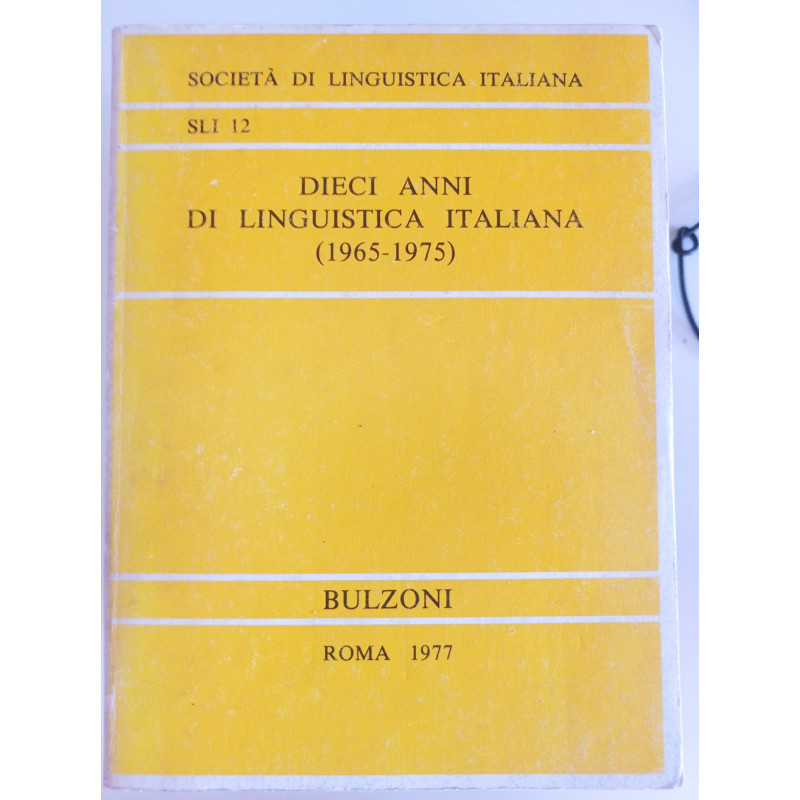 SOCIETÀ DI LINGUISTICA ITALIANA
SLI 12
DIECI ANNI
DI LINGUISTICA ITALIANA
(1965-1975)
BULZONI
ROMA 1977